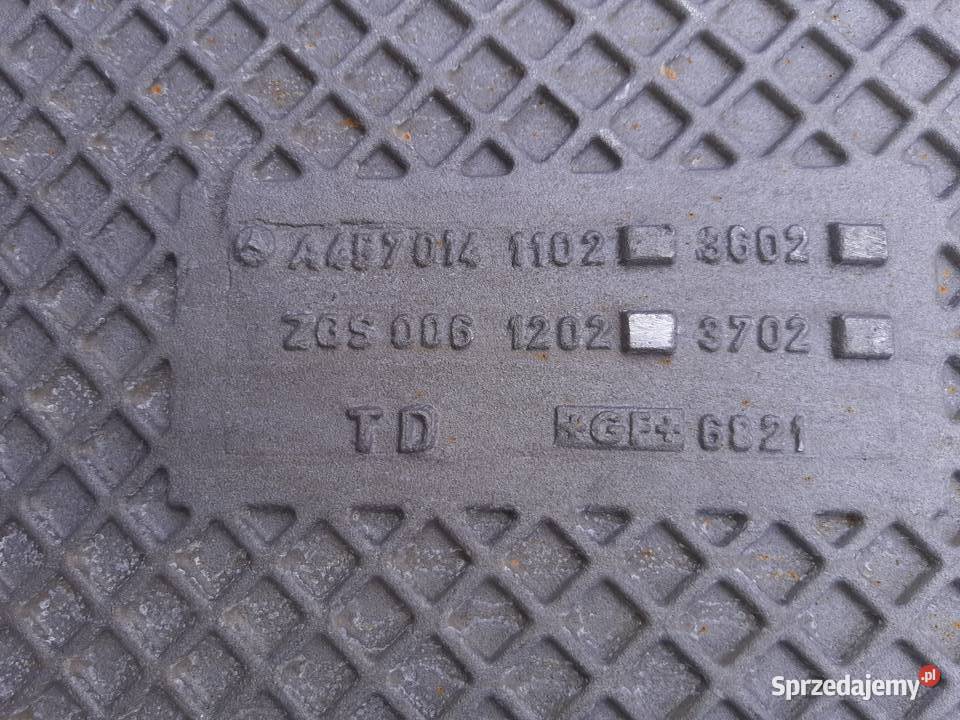 A457014 1102 3602
ZGS 006 1202 3702
TD +GF+ 6821
Sprzedajemy.pl